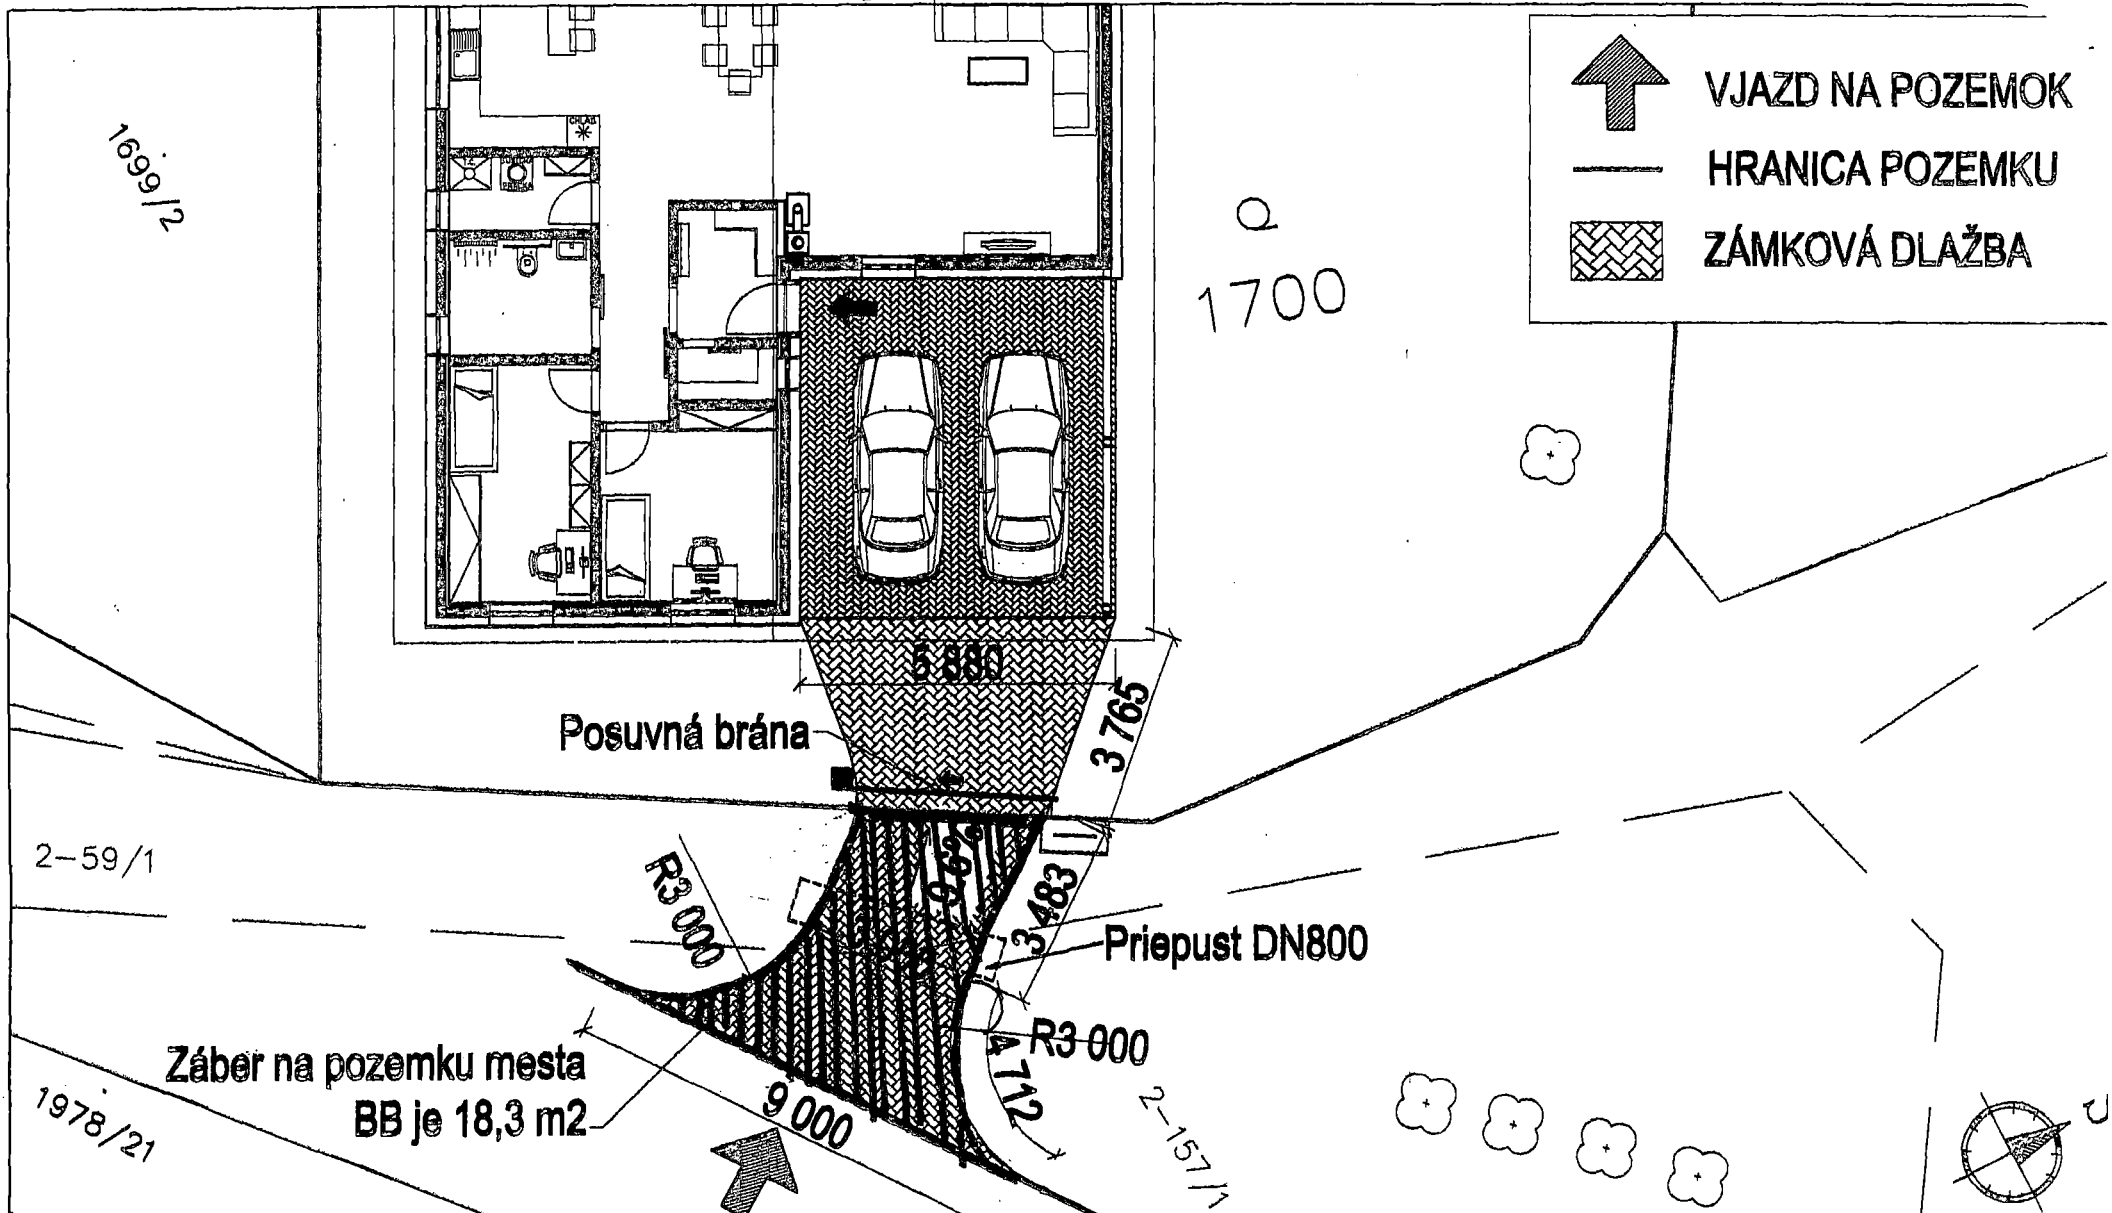 VJAZD NA POZEMOK
HRANICA POZEMKU
ZÁMKOVÁ DLAŽBA
CHLAD
1699/2
1700
5 880
Posuvná brána
3 765
2-59/1
R3 000
3 483
Priepust DN800
R3 000
4 712
Záber na pozemku mesta
BB je 18,3 m2
9 000
1978/21
2-157/1